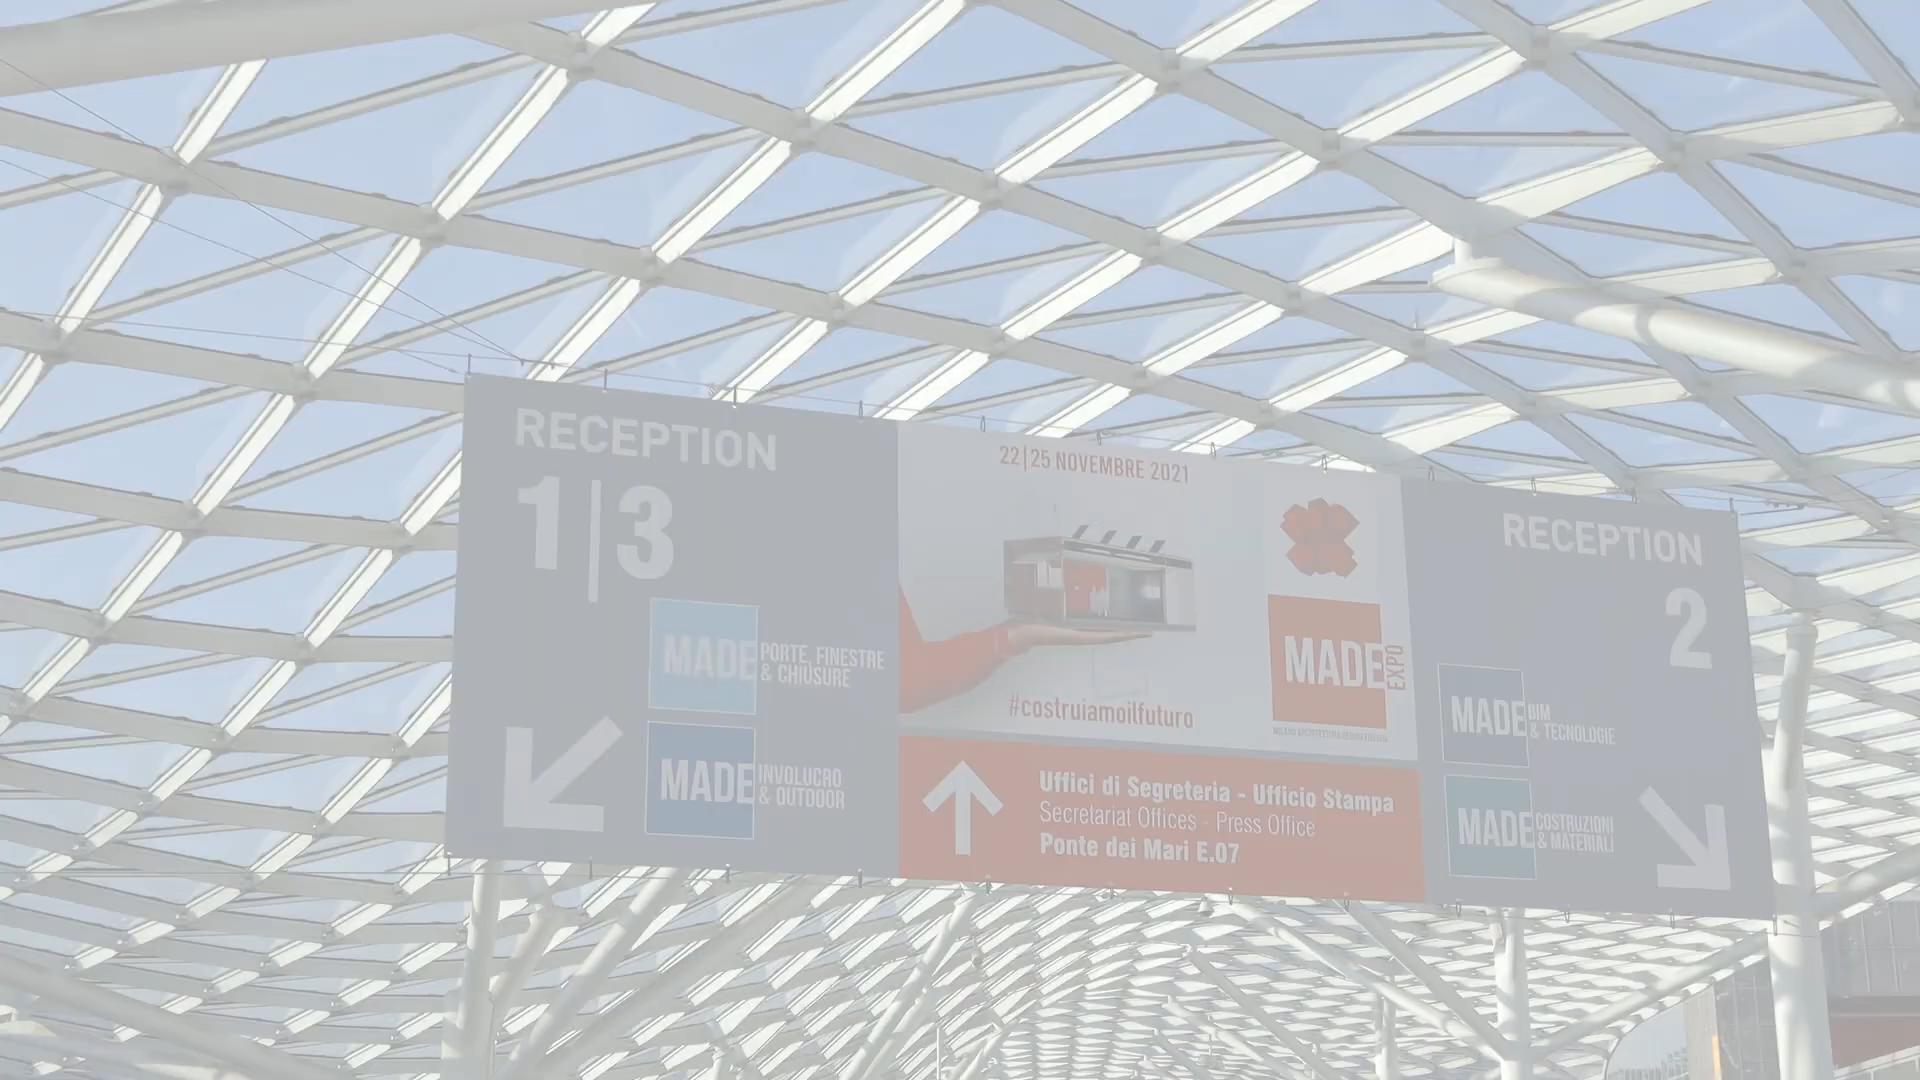 RECEPTION
1|3
MADE
PORTE, FINESTRE
& CHIUSURE
MADE
INVOLUCRO
& OUTDOOR
22|25 NOVEMBRE 2021
#costruiamoilfuturo
MADE
EXPO
Uffici di Segreteria - Ufficio Stampa
Secretariat Offices - Press Office
Ponte dei Mari E.07
RECEPTION
2
MADE
BIM
& TECNOLOGIE
MADE
COSTRUZIONI
& MATERIALI